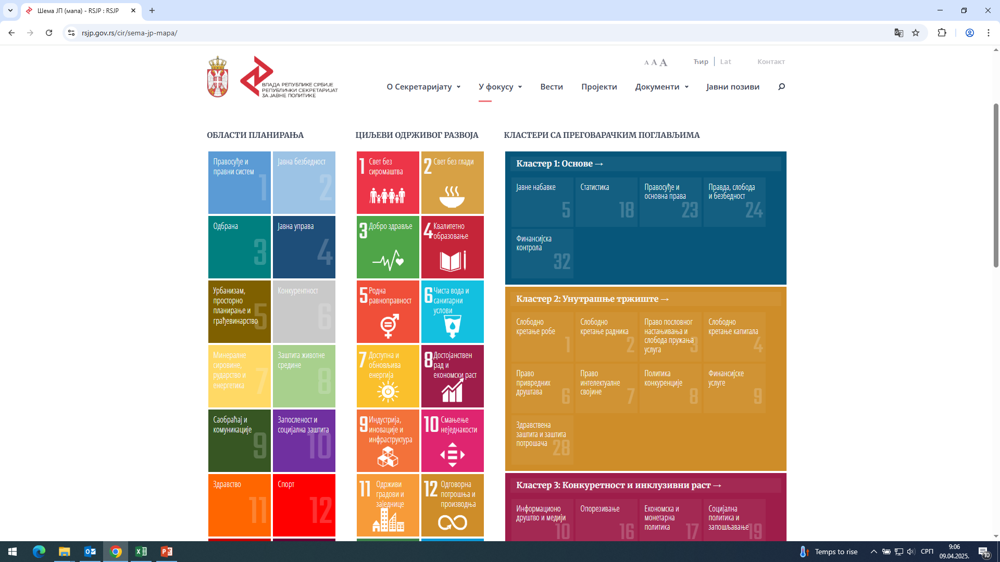 Шема ЈП (мапа) - RSJP : RSJP
rsjp.gov.rs/cir/sema-jp-mapa/
ВЛАДА РЕПУБЛИКЕ СРБИЈЕ
РЕПУБЛИЧКИ СЕКРЕТАРИЈАТ
ЗА ЈАВНЕ ПОЛИТИКЕ
A A A
Ћир | Lat
Контакт
О Секретаријату
У фокусу
Вести
Пројекти
Документи
Јавни позиви
ОБЛАСТИ ПЛАНИРАЊА
Правосуђе и
правни систем
1
Јавна безбедност
2
Одбрана
3
Јавна управа
4
Урбанизам,
просторно
планирање и
грађевинарство
5
Конкурентност
6
Минералне
сировине,
рударство и
енергетика
7
Заштита животне
средине
8
Саобраћај и
комуникације
9
Запосленост и
социјална заштита
10
Здравство
11
Спорт
12
ЦИЉЕВИ ОДРЖИВОГ РАЗВОЈА
1 Свет без
сиромаштва
2 Свет без глади
3 Добро здравље
4 Квалитетно
образовање
5 Родна
равноправност
6 Чиста вода и
санитарни
услови
7 Доступна и
обновљива
енергија
8 Достојанствен
рад и
економски раст
9 Индустрија,
иновације и
инфраструктура
10 Смањење
неједнакости
11 Одрживи
градови и
заједнице
12 Одговорна
потрошња и
производња
КЛАСТЕРИ СА ПРЕГОВАРАЧКИМ ПОГЛАВЉИМА
Кластер 1: Основе →
Јавне набавке
5
Статистика
18
Правосуђе и
основна права
23
Правда, слобода
и безбедност
24
Финансијска
контрола
32
Кластер 2: Унутрашње тржиште →
Слободно
кретање робе
1
Слободно
кретање радника
2
Право пословног
настањивања и
слобода пружања
услуга
3
Слободно
кретање капитала
4
Право
привредних
друштава
6
Право
интелектуалне
својине
7
Политика
конкуренције
8
Финансијске
услуге
9
Здравствена
заштита и заштита
потрошача
28
Кластер 3: Конкуретност и инклузивни раст →
Информационо
друштво и медији
10
Опорезивање
16
Економска и
монетарна
политика
17
Социјална
политика и
запошљавање
19
Temps to rise
СРП
9:06
09.04.2025.
10